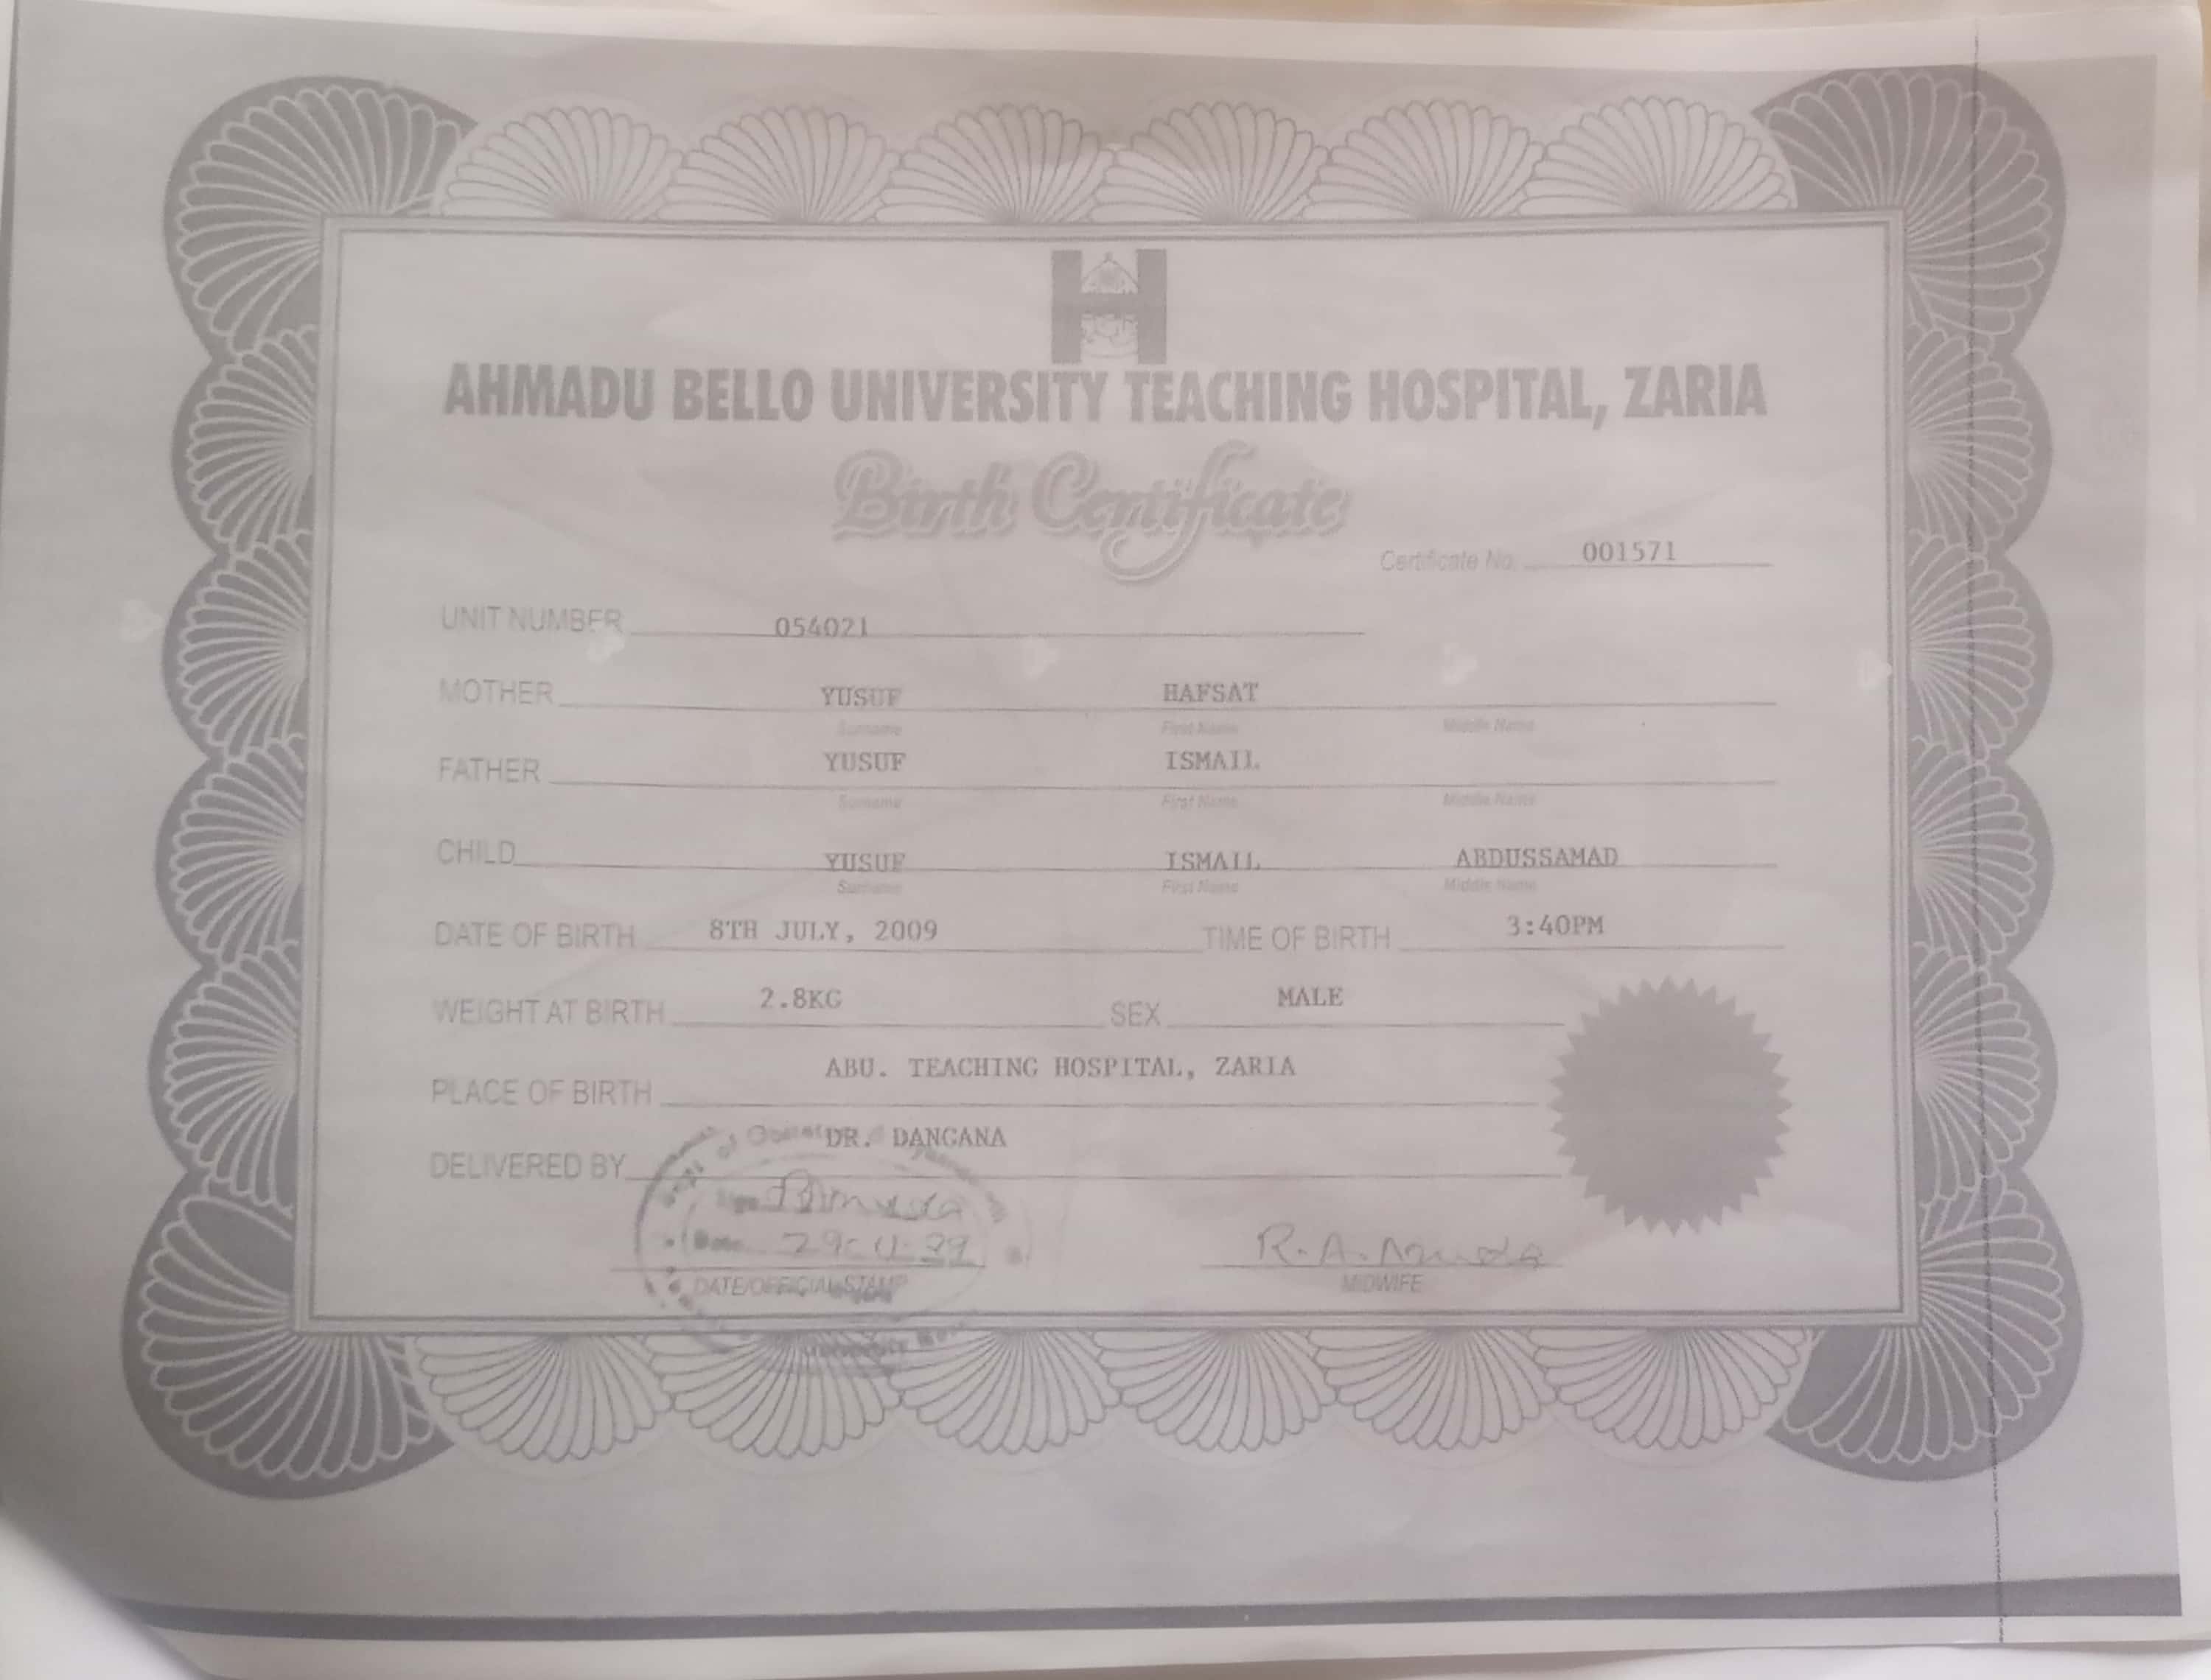 AHMADU BELLO UNIVERSITY TEACHING HOSPITAL, ZARIA
Birth Certificate
Certificate No. 001571
UNIT NUMBER 054021
MOTHER YUSUF HAFSAT
Surname First Name Middle Name
FATHER YUSUF ISMAIL
Surname First Name Middle Name
CHILD YUSUF ISMAIL ABDUSSAMAD
Surname First Name Middle Name
DATE OF BIRTH 8TH JULY, 2009 TIME OF BIRTH 3:40PM
WEIGHT AT BIRTH 2.8KG SEX MALE
PLACE OF BIRTH ABU. TEACHING HOSPITAL, ZARIA
DELIVERED BY DR. DANGANA
Sign
Date
R.A.
DATE/OFFICIAL STAMP MIDWIFE